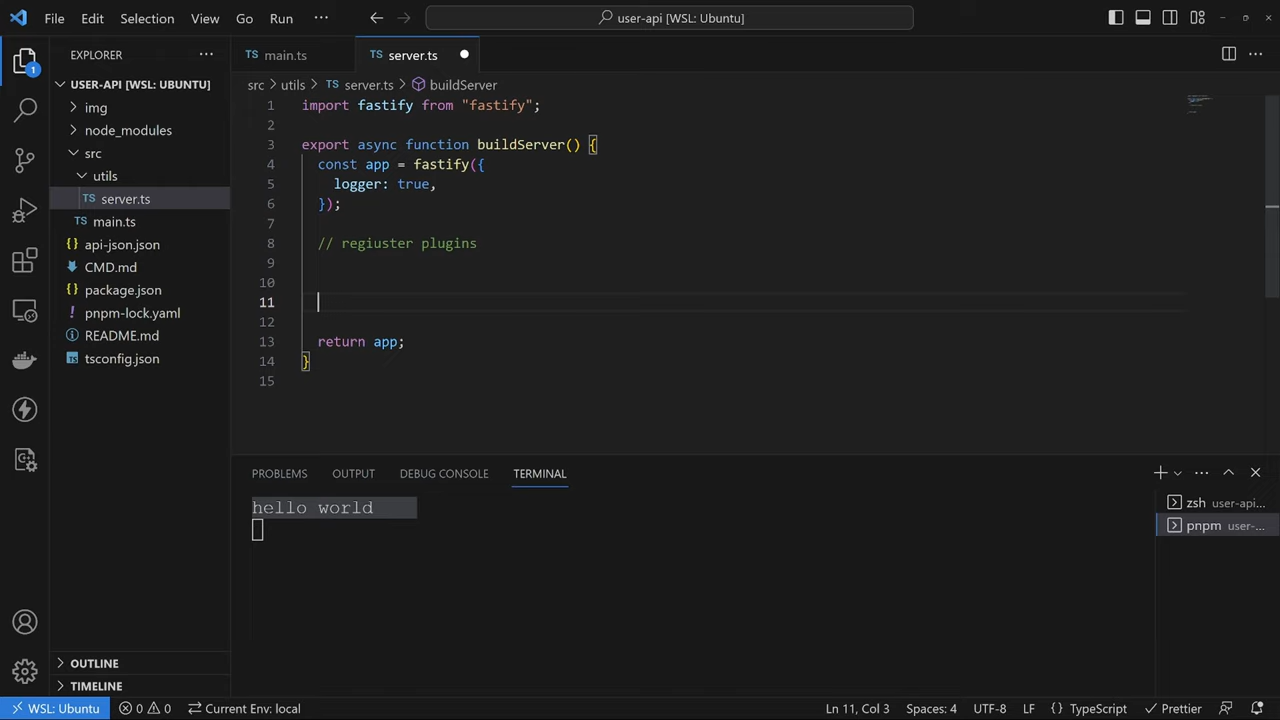 File Edit Selection View Go Run ··· user-api [WSL: Ubuntu]
EXPLORER ···
TS main.ts TS server.ts
src > utils > TS server.ts > buildServer
1
USER-API [WSL: UBUNTU]
img
node_modules
src
utils
TS server.ts
TS main.ts
{} api-json.json
CMD.md
{} package.json
! pnpm-lock.yaml
README.md
tsconfig.json
OUTLINE
TIMELINE
1 import fastify from "fastify";
2
3 export async function buildServer() {
4 const app = fastify({
5 logger: true,
6 });
7
8 // regiuster plugins
9
10
11
12
13 return app;
14 }
15
PROBLEMS OUTPUT DEBUG CONSOLE TERMINAL
hello world
zsh user-api...
pnpm user-...
WSL: Ubuntu 0 0 Current Env: local Ln 11, Col 3 Spaces: 4 UTF-8 LF {} TypeScript Prettier